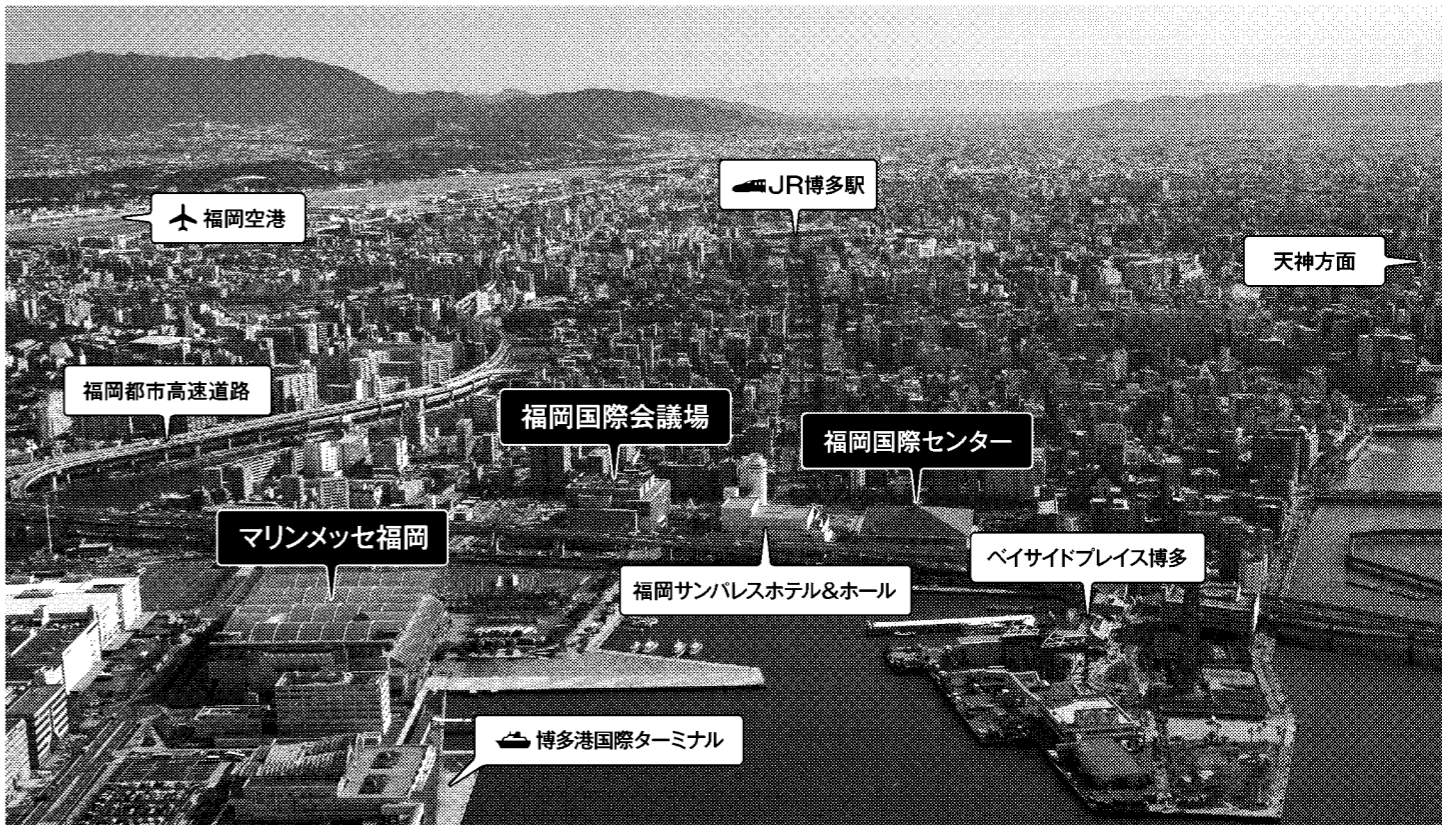 JR博多駅
福岡空港
天神方面
福岡都市高速道路
福岡国際会議場
福岡国際センター
マリンメッセ福岡
ベイサイドプレイス博多
福岡サンパレスホテル&ホール
博多港国際ターミナル